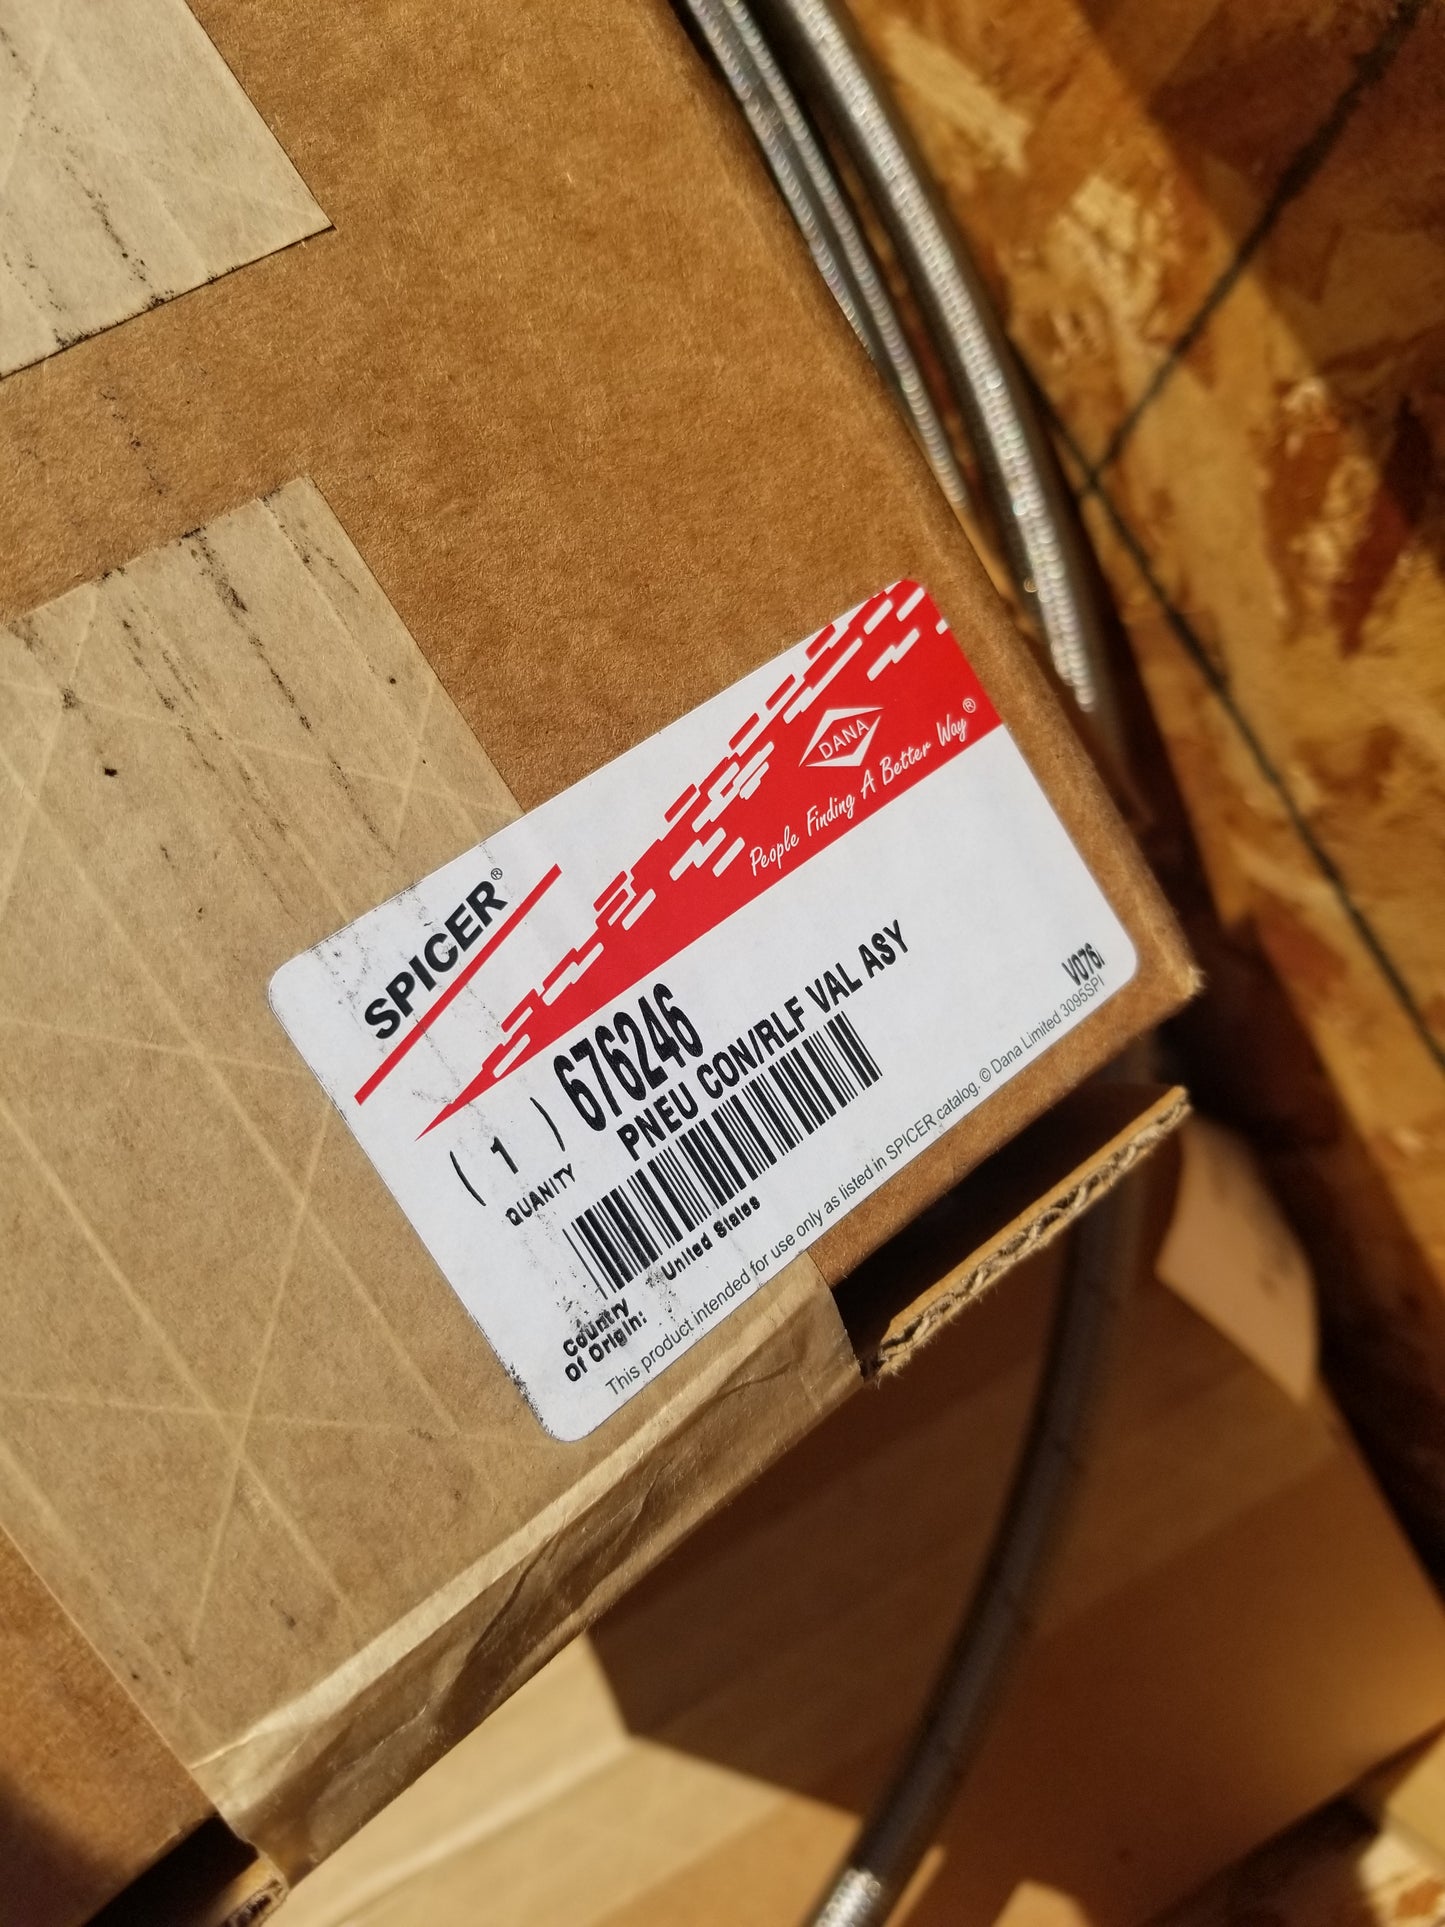 SPICER®
DANA
People Finding A Better Way®
( 1 ) 676246
QUANITY
PNEU CON/RLF VAL ASY
Country
Of Origin: United States
V076I
This product intended for use only as listed in SPICER catalog. © Dana Limited 3095SPI